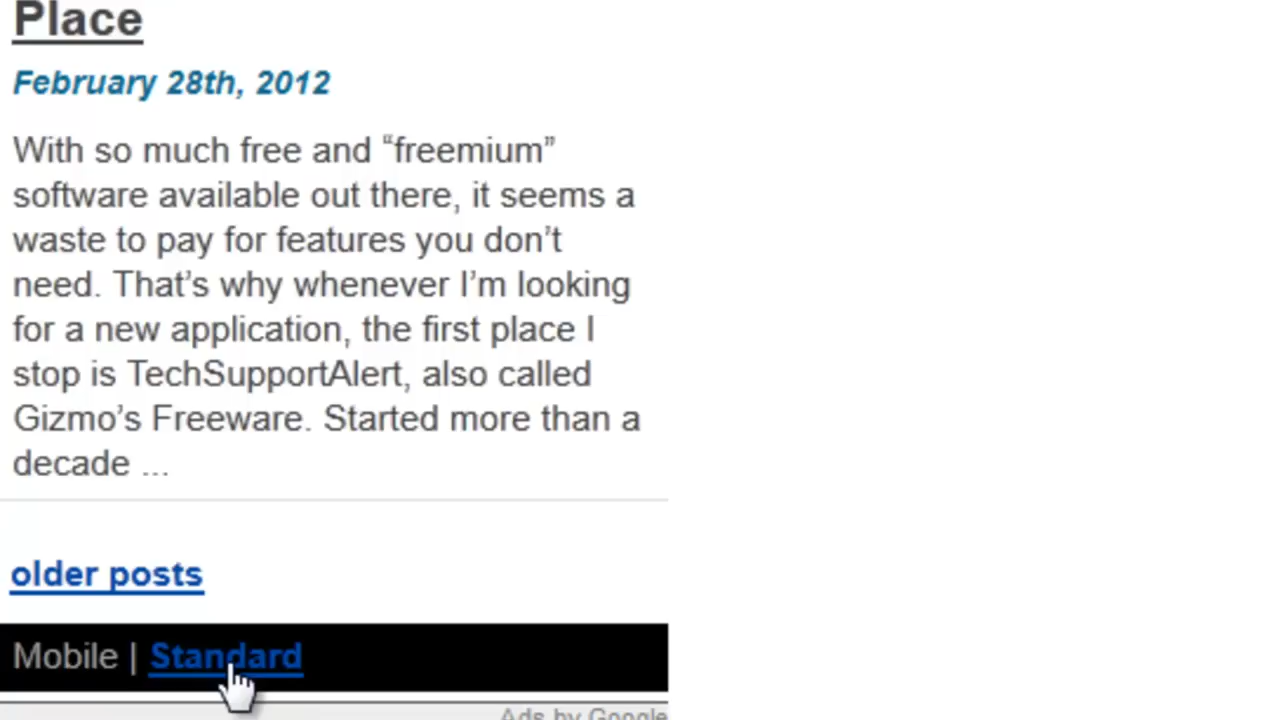 Place
February 28th, 2012
With so much free and “freemium”
software available out there, it seems a
waste to pay for features you don’t
need. That’s why whenever I’m looking
for a new application, the first place I
stop is TechSupportAlert, also called
Gizmo’s Freeware. Started more than a
decade ...
older posts
Mobile | Standard
Ads by Google